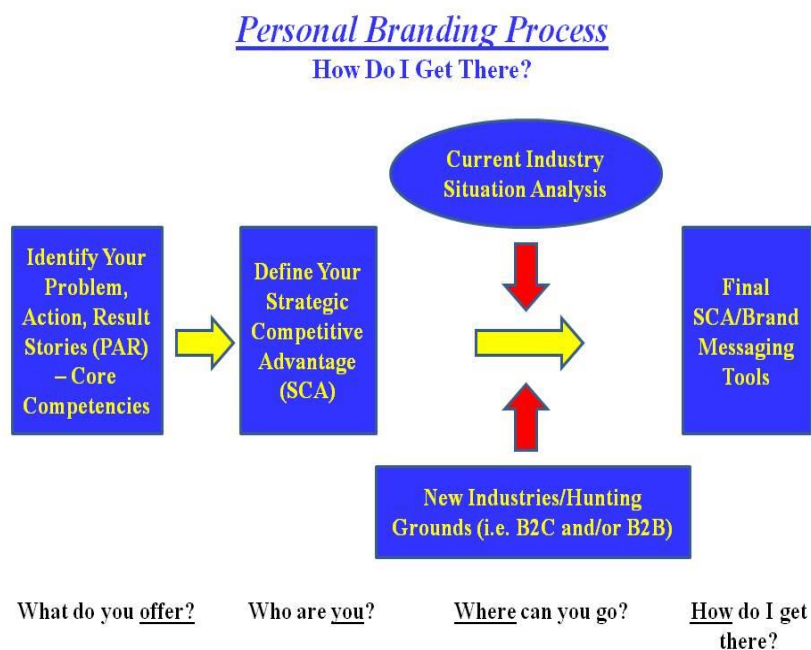 Personal Branding Process
How Do I Get There?
Current Industry
Situation Analysis
Identify Your
Problem,
Action, Result
Stories (PAR)
– Core
Competencies
Define Your
Strategic
Competitive
Advantage
(SCA)
Final
SCA/Brand
Messaging
Tools
New Industries/Hunting
Grounds (i.e. B2C and/or B2B)
What do you offer?
Who are you?
Where can you go?
How do I get
there?